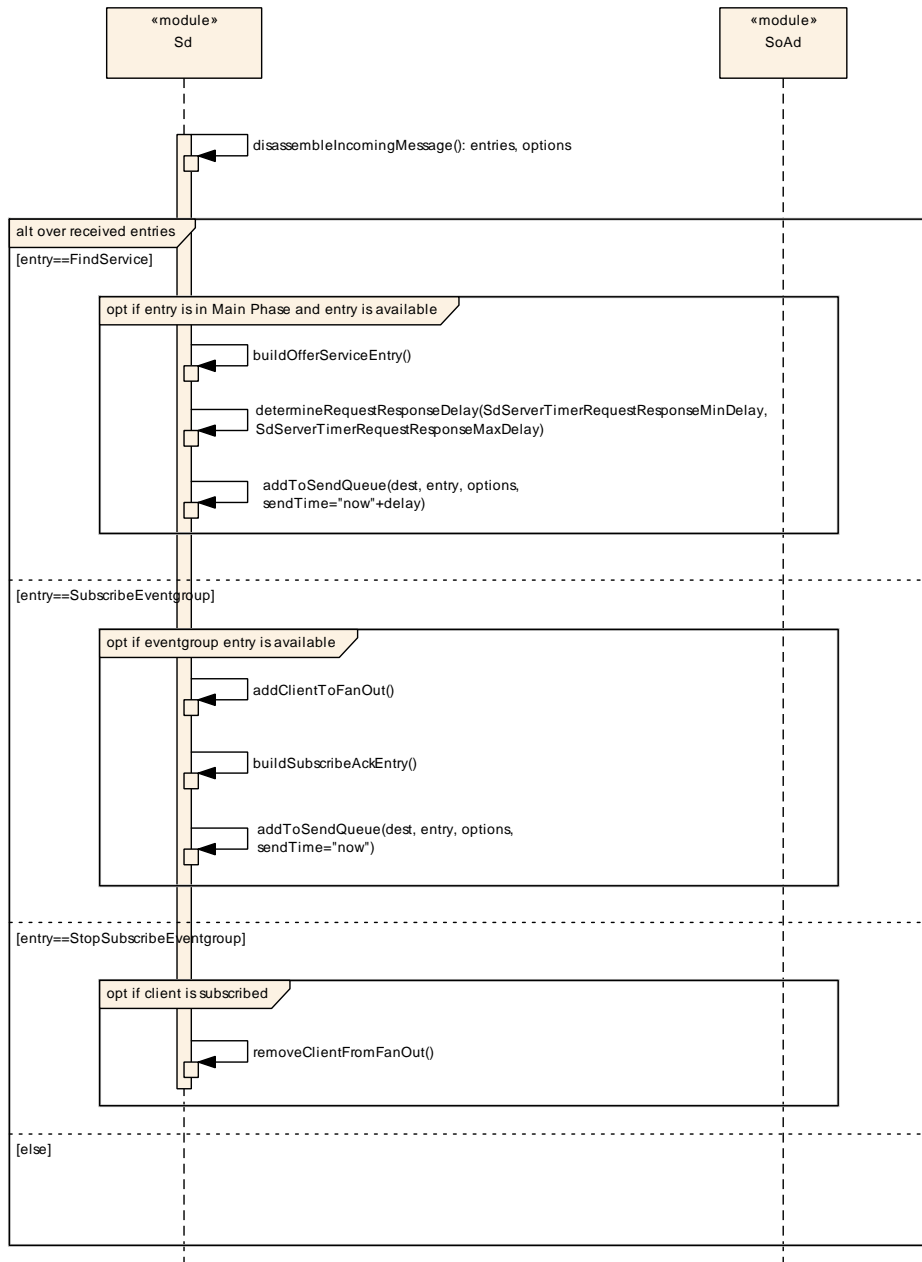 «module»
Sd
«module»
SoAd
disassembleIncomingMessage(): entries, options
alt over received entries
[entry==FindService]
opt if entry is in Main Phase and entry is available
buildOfferServiceEntry()
determineRequestResponseDelay(SdServerTimerRequestResponseMinDelay,
SdServerTimerRequestResponseMaxDelay)
addToSendQueue(dest, entry, options,
sendTime="now"+delay)
[entry==SubscribeEventgroup]
opt if eventgroup entry is available
addClientToFanOut()
buildSubscribeAckEntry()
addToSendQueue(dest, entry, options,
sendTime="now")
[entry==StopSubscribeEventgroup]
opt if client is subscribed
removeClientFromFanOut()
[else]